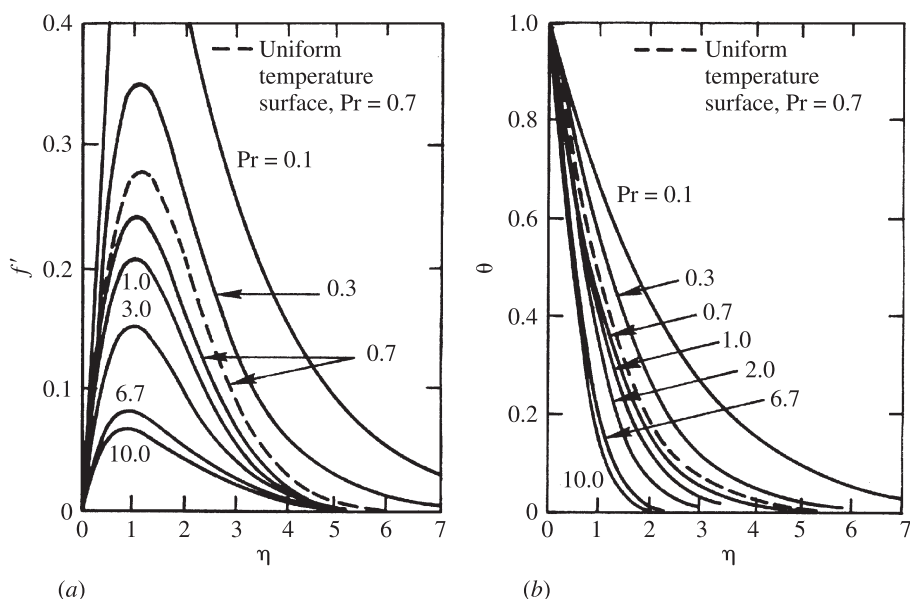 0.4
0.3
0.2
0.1
0
f′
Uniform
temperature
surface, Pr = 0.7
Pr = 0.1
0.3
0.7
1.0
3.0
6.7
10.0
0 1 2 3 4 5 6 7
η
(a)
1.0
0.8
0.6
0.4
0.2
0
θ
Uniform
temperature
surface, Pr = 0.7
Pr = 0.1
0.3
0.7
1.0
2.0
6.7
10.0
0 1 2 3 4 5 6 7
η
(b)